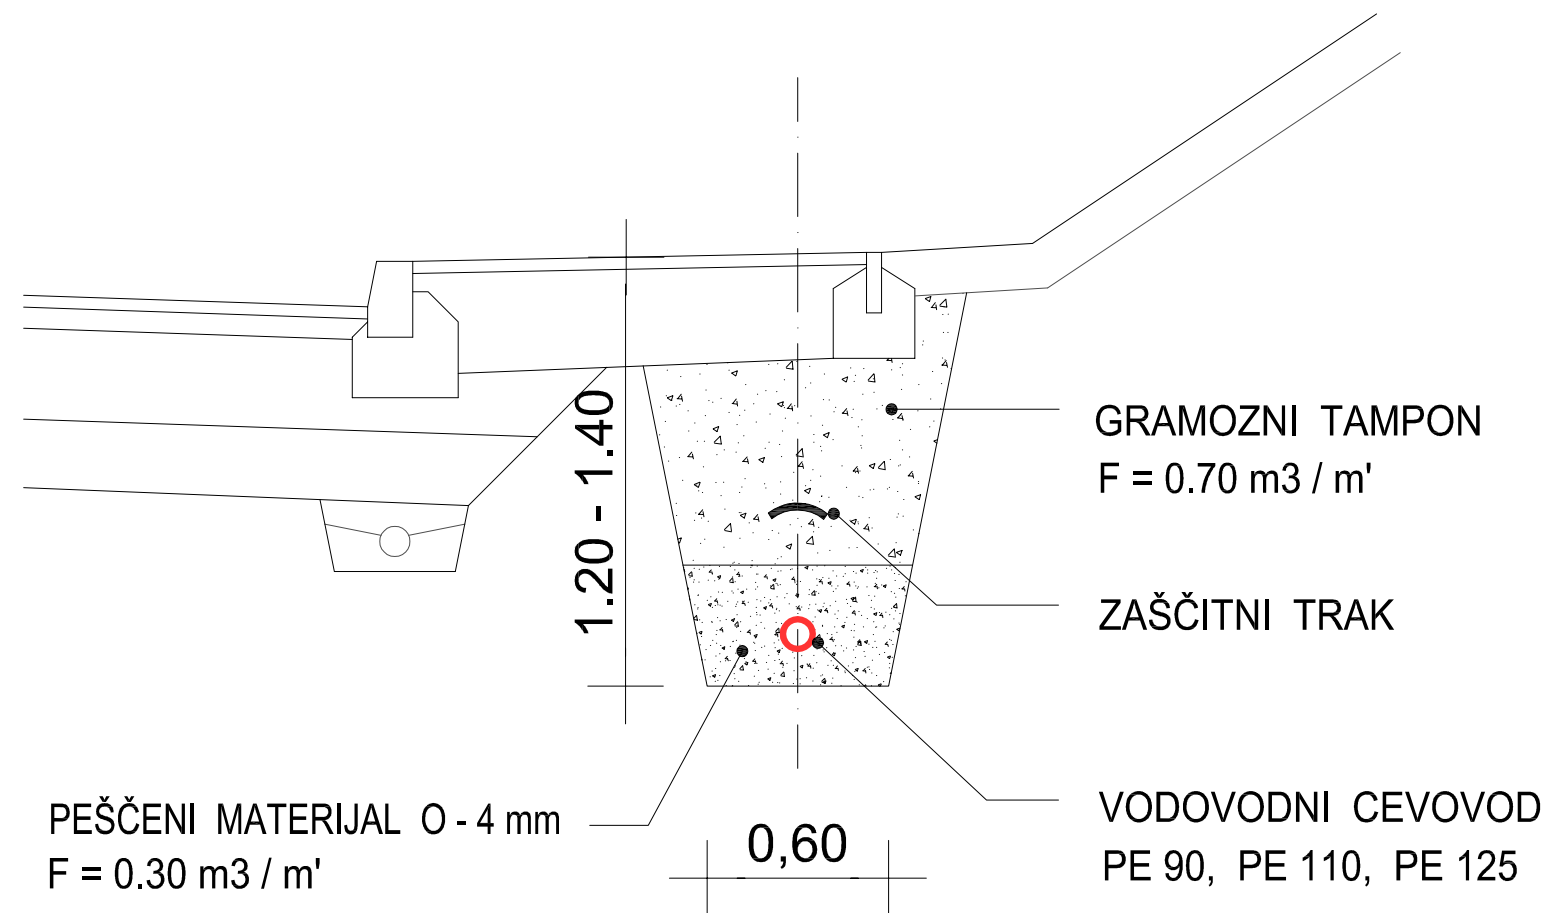 1.20 - 1.40
GRAMOZNI TAMPON
F = 0.70 m3 / m'
ZAŠČITNI TRAK
PEŠČENI MATERIJAL O - 4 mm
F = 0.30 m3 / m'
0,60
VODOVODNI CEVOVOD
PE 90, PE 110, PE 125